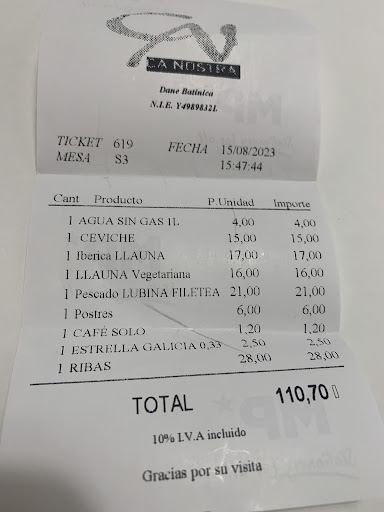 CA NOSTRA
Dane Batinica
N.I.E. Y4989832L
TICKET 619 FECHA 15/08/2023
MESA S3 15:47:44
Cant Producto P.Unidad Importe
1 AGUA SIN GAS 1L 4,00 4,00
1 CEVICHE 15,00 15,00
1 Iberica LLAUNA 17,00 17,00
1 LLAUNA Vegetariana 16,00 16,00
1 Pescado LUBINA FILETEA 21,00 21,00
1 Postres 6,00 6,00
1 CAFÉ SOLO 1,20 1,20
1 ESTRELLA GALICIA 0,33 2,50 2,50
1 RIBAS 28,00 28,00
TOTAL 110,70
10% I.V.A incluido
Gracias por su visita